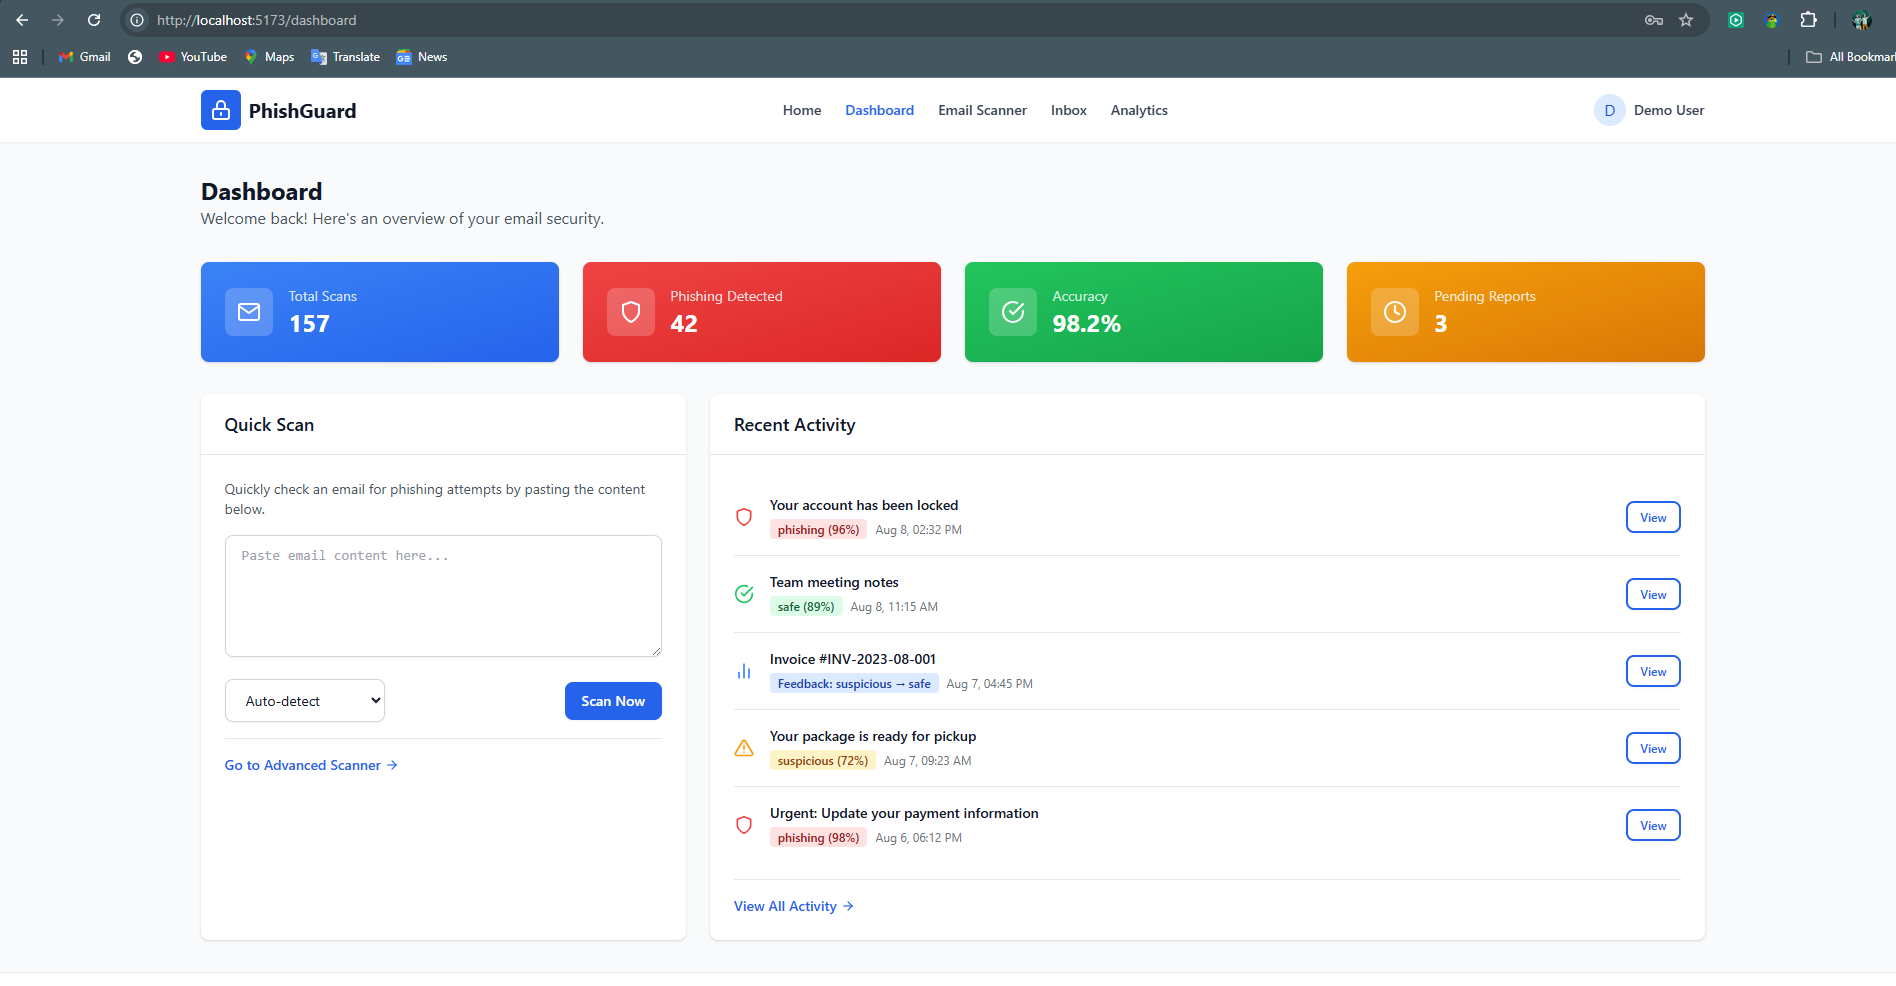 http://localhost:5173/dashboard
Gmail
YouTube
Maps
Translate
News
All Bookmar
PhishGuard
Home
Dashboard
Email Scanner
Inbox
Analytics
D
Demo User
Dashboard
Welcome back! Here's an overview of your email security.
Total Scans
157
Phishing Detected
42
Accuracy
98.2%
Pending Reports
3
Quick Scan
Quickly check an email for phishing attempts by pasting the content
below.
Paste email content here...
Auto-detect
Scan Now
Go to Advanced Scanner →
Recent Activity
Your account has been locked
phishing (96%) Aug 8, 02:32 PM
View
Team meeting notes
safe (89%) Aug 8, 11:15 AM
View
Invoice #INV-2023-08-001
Feedback: suspicious → safe Aug 7, 04:45 PM
View
Your package is ready for pickup
suspicious (72%) Aug 7, 09:23 AM
View
Urgent: Update your payment information
phishing (98%) Aug 6, 06:12 PM
View
View All Activity →